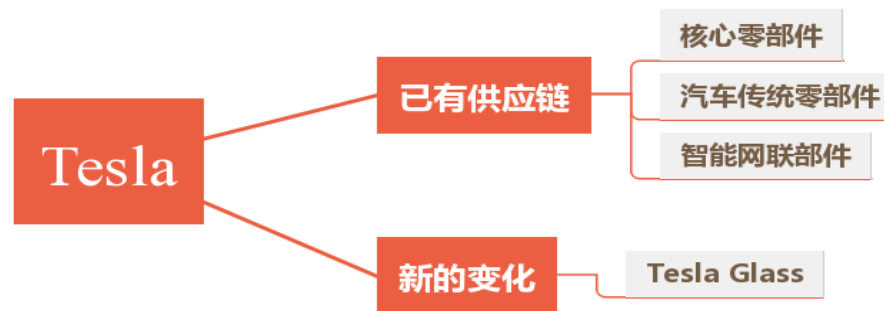 Tesla
已有供应链
核心零部件
汽车传统零部件
智能网联部件
新的变化
Tesla Glass